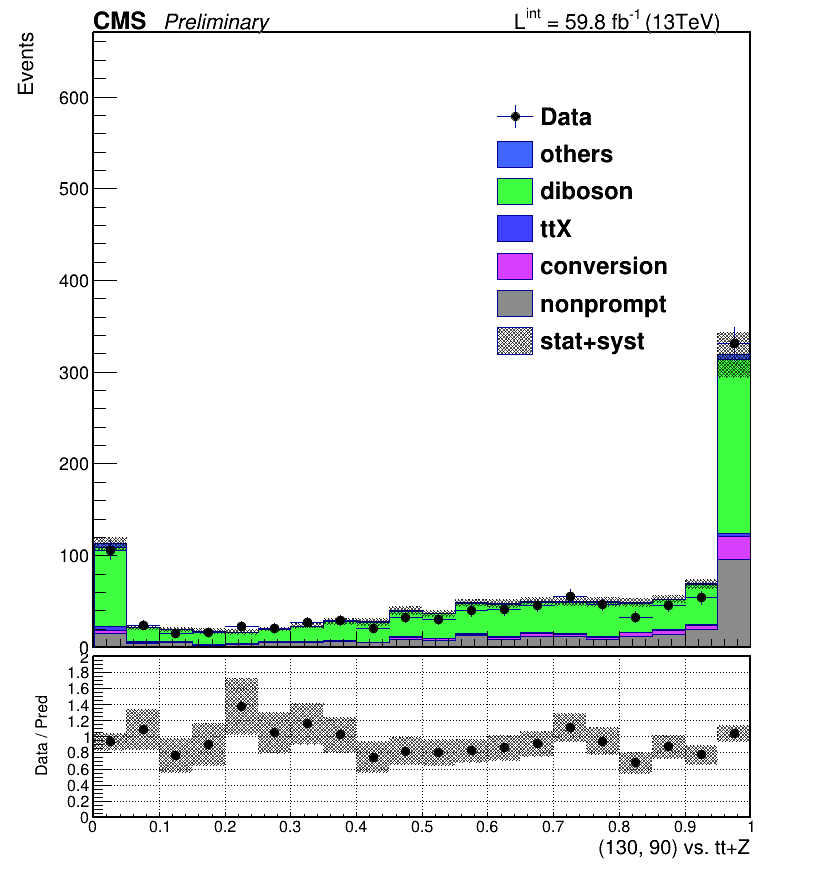 CMS Preliminary L^int = 59.8 fb^-1 (13TeV)
Events
600
500
400
300
200
100
0
Data
others
diboson
ttX
conversion
nonprompt
stat+syst
Data / Pred
2
1.8
1.6
1.4
1.2
1
0.8
0.6
0.4
0.2
0
0 0.1 0.2 0.3 0.4 0.5 0.6 0.7 0.8 0.9 1
(130, 90) vs. tt+Z